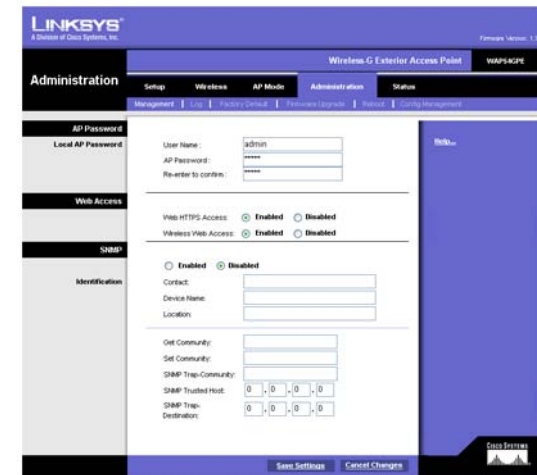 LINKSYS®
A Division of Cisco Systems, Inc.
Firmware Version: 1.
Wireless-G Exterior Access Point WAP54GPE
Administration
Setup Wireless AP Mode Administration Status
Management | Log | Factory Default | Firmware Upgrade | Reboot | Config Management
AP Password
Local AP Password
User Name : admin
AP Password :
Re-enter to confirm :
Help...
Web Access
Web HTTPS Access: Enabled Disabled
Wireless Web Access: Enabled Disabled
SNMP
Enabled Disabled
Identification
Contact:
Device Name:
Location:
Get Community:
Set Community:
SNMP Trap-Community:
SNMP Trusted Host: 0 . 0 . 0 . 0
SNMP Trap-
Destination: 0 . 0 . 0 . 0
Save Settings Cancel Changes
CISCO SYSTEMS